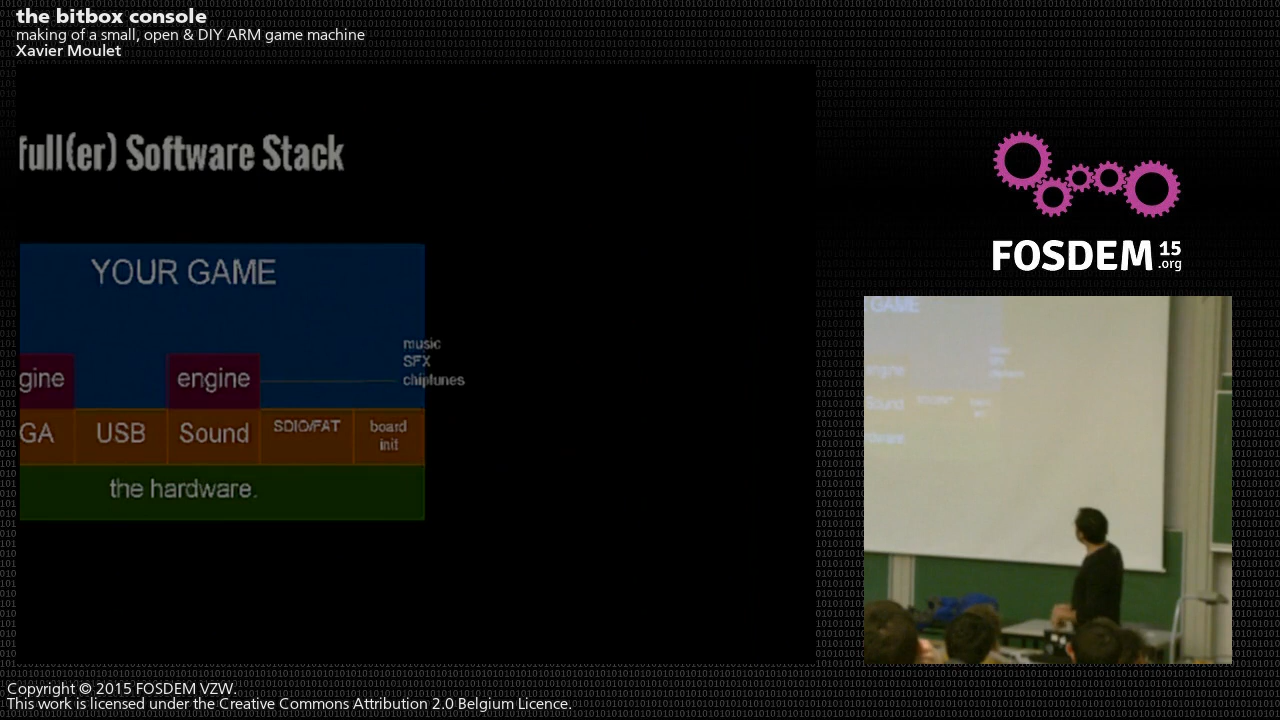 the bitbox console
making of a small, open & DIY ARM game machine
Xavier Moulet
full(er) Software Stack
YOUR GAME
music
SFX
chiptunes
gine
engine
GA
USB
Sound
SDIO/FAT
board
init
the hardware.
FOSDEM 15
.org
GAME
Copyright © 2015 FOSDEM VZW.
This work is licensed under the Creative Commons Attribution 2.0 Belgium Licence.